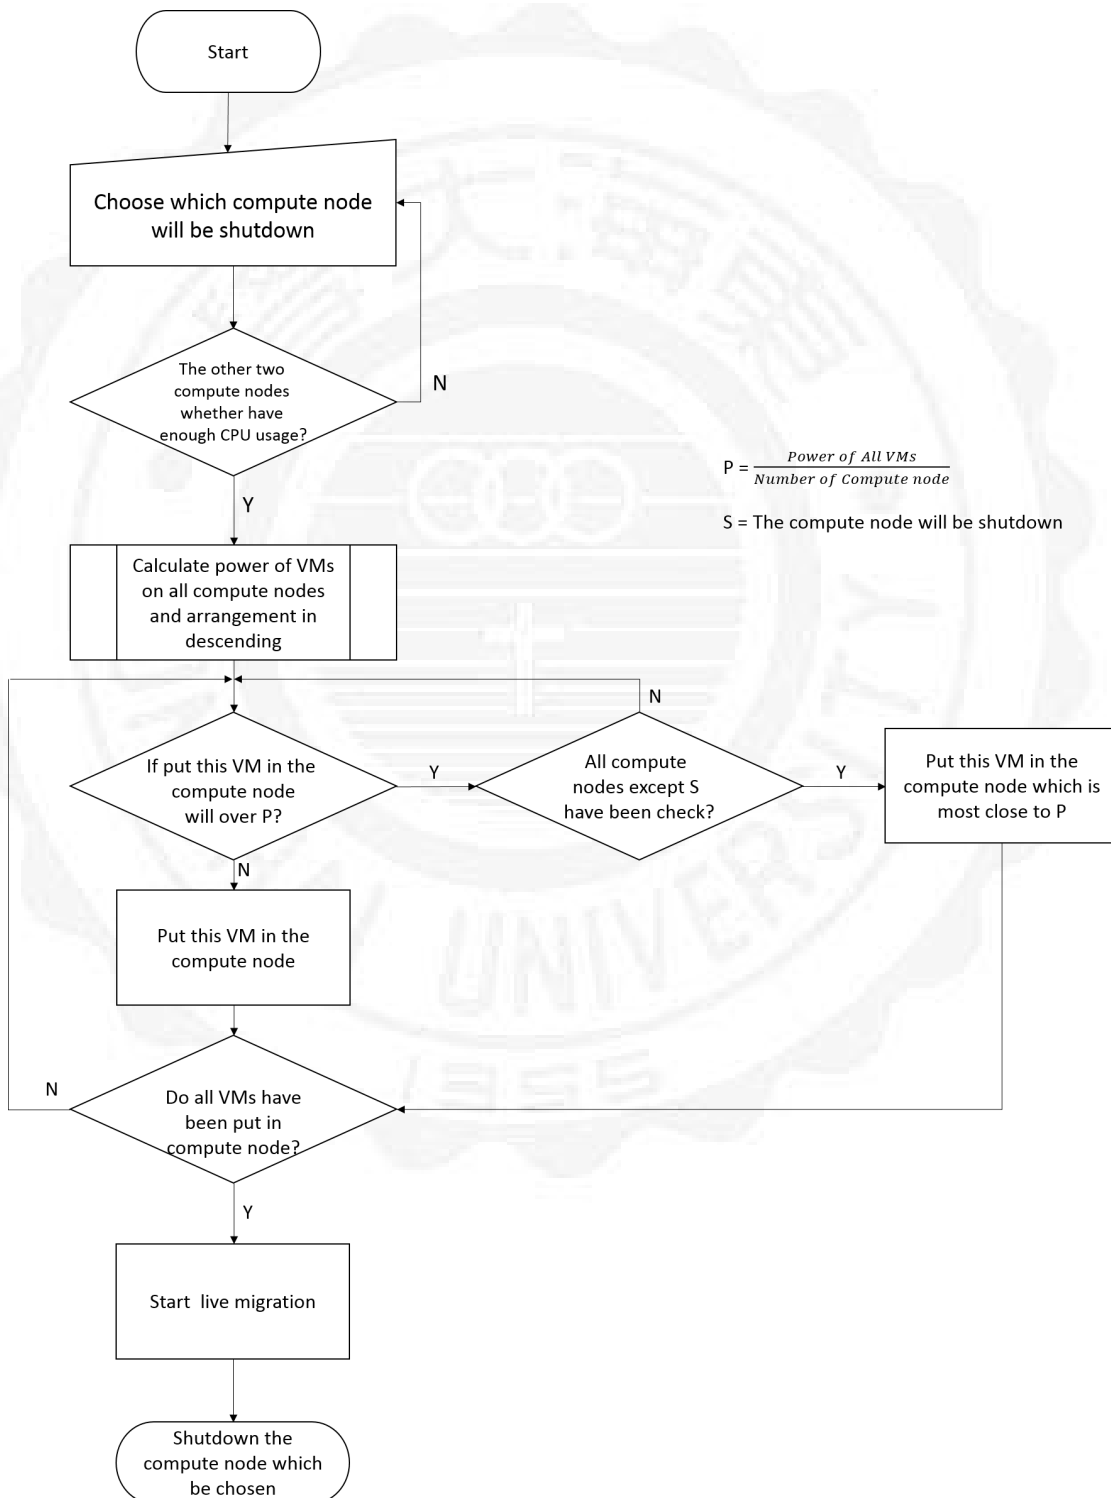 Start
Choose which compute node
will be shutdown
The other two
compute nodes
whether have
enough CPU usage?
N
Y
P = Power of All VMs
Number of Compute node
S = The compute node will be shutdown
Calculate power of VMs
on all compute nodes
and arrangement in
descending
If put this VM in the
compute node
will over P?
Y
N
All compute
nodes except S
have been check?
N
Y
Put this VM in the
compute node which is
most close to P
Put this VM in the
compute node
Do all VMs have
been put in
compute node?
N
Y
Start live migration
Shutdown the
compute node which
be chosen
UNIVERSITY
1955